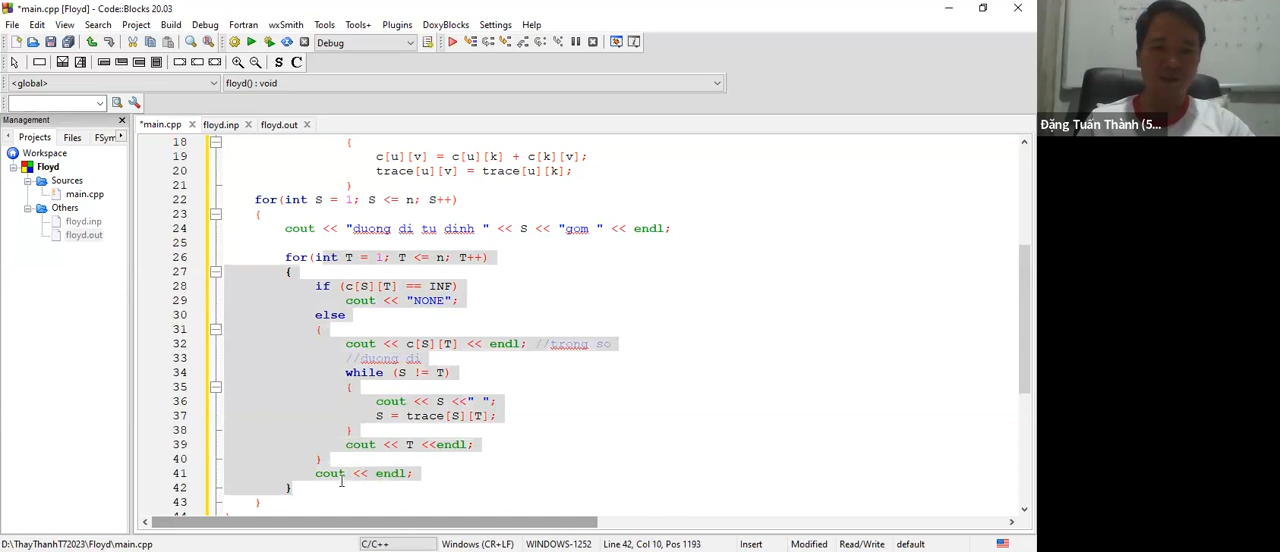 *main.cpp [Floyd] - Code::Blocks 20.03
File Edit View Search Project Build Debug Fortran wxSmith Tools Tools+ Plugins DoxyBlocks Settings Help
Debug
S C
<global>
floyd() : void
Management
Projects Files FSym
Workspace
Floyd
Sources
main.cpp
Others
floyd.inp
floyd.out
*main.cpp floyd.inp floyd.out
18 {
19 c[u][v] = c[u][k] + c[k][v];
20 trace[u][v] = trace[u][k];
21 }
22 for(int S = 1; S <= n; S++)
23 {
24 cout << "duong di tu dinh " << S << "gom " << endl;
25
26 for(int T = 1; T <= n; T++)
27 {
28 if (c[S][T] == INF)
29 cout << "NONE";
30 else
31 {
32 cout << c[S][T] << endl; //trong so
33 //duong di
34 while (S != T)
35 {
36 cout << S <<" ";
37 S = trace[S][T];
38 }
39 cout << T <<endl;
40 }
41 cout << endl;
42 }
43 }
D:\ThayThanhT72023\Floyd\main.cpp C/C++ Windows (CR+LF) WINDOWS-1252 Line 42, Col 10, Pos 1193 Insert Modified Read/Write default
Đặng Tuấn Thành (5...